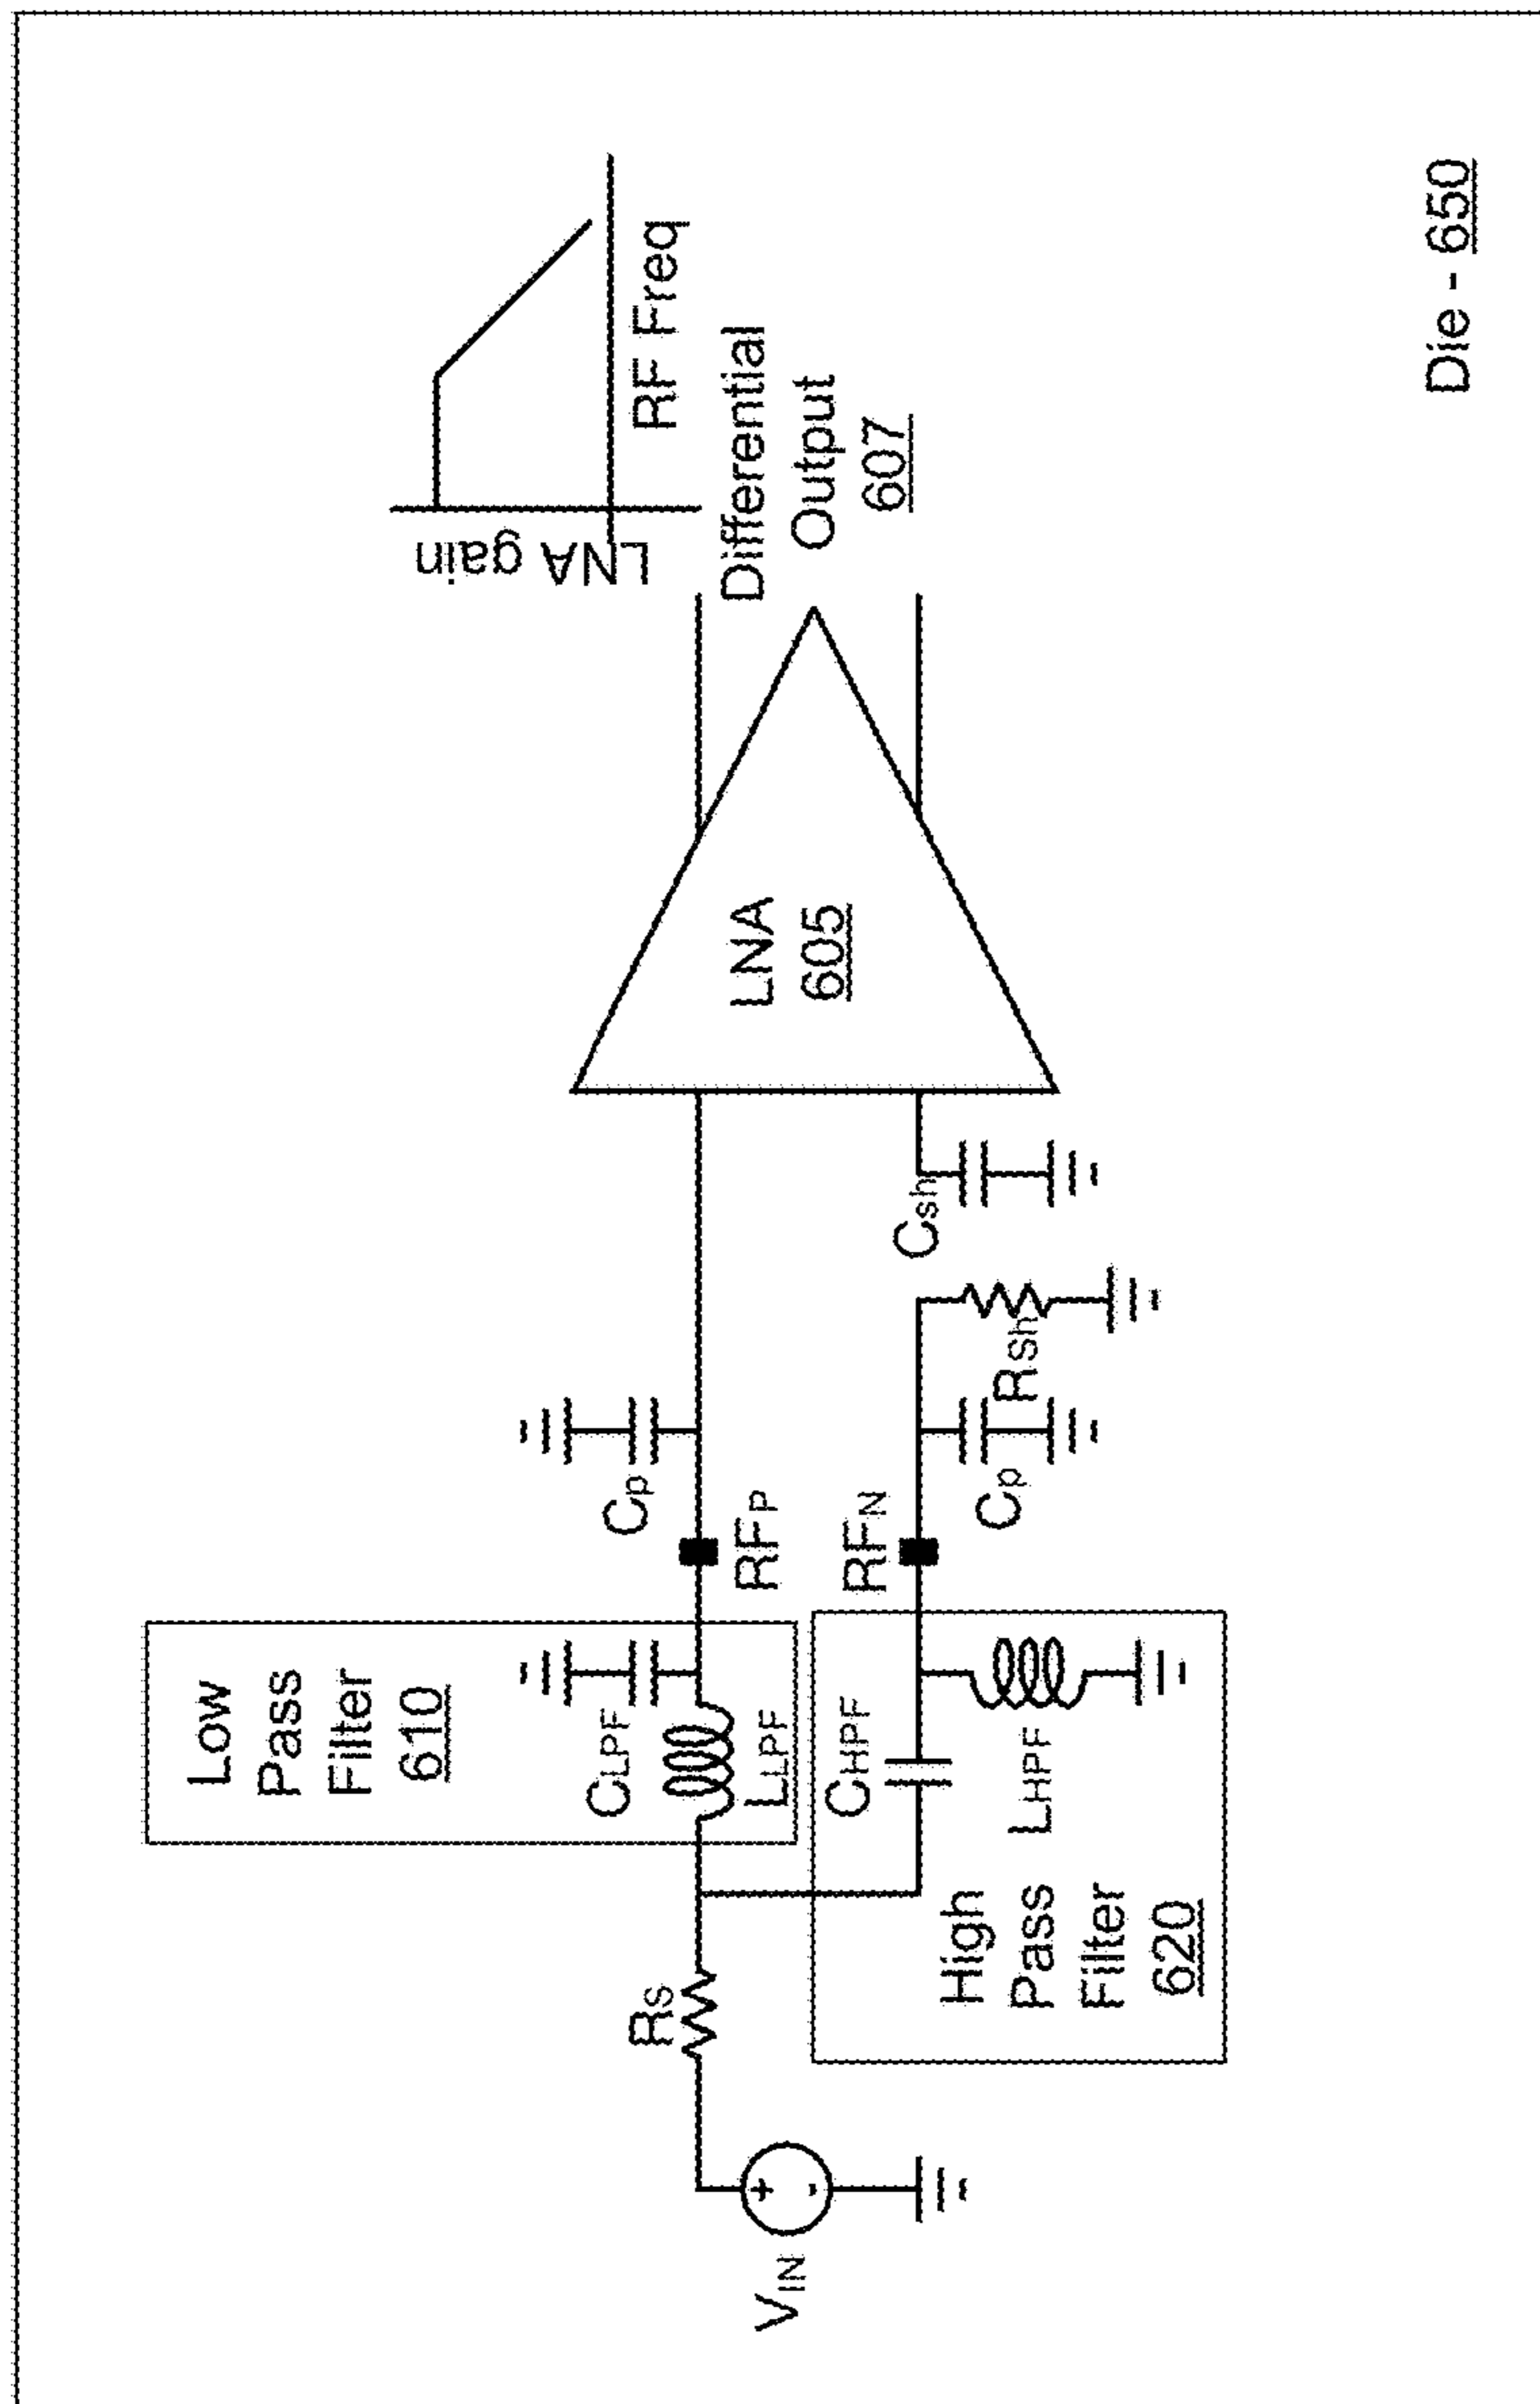 Low
Pass
Filter
610
CLPF
LLPF
Cp
RFP
RS
VIN
+
-
High
Pass
Filter
620
CHPF
LHPF
RFN
Cp
Rsh
Csh
LNA
605
LNA gain
RF Freq
Differential
Output
607
Die - 650